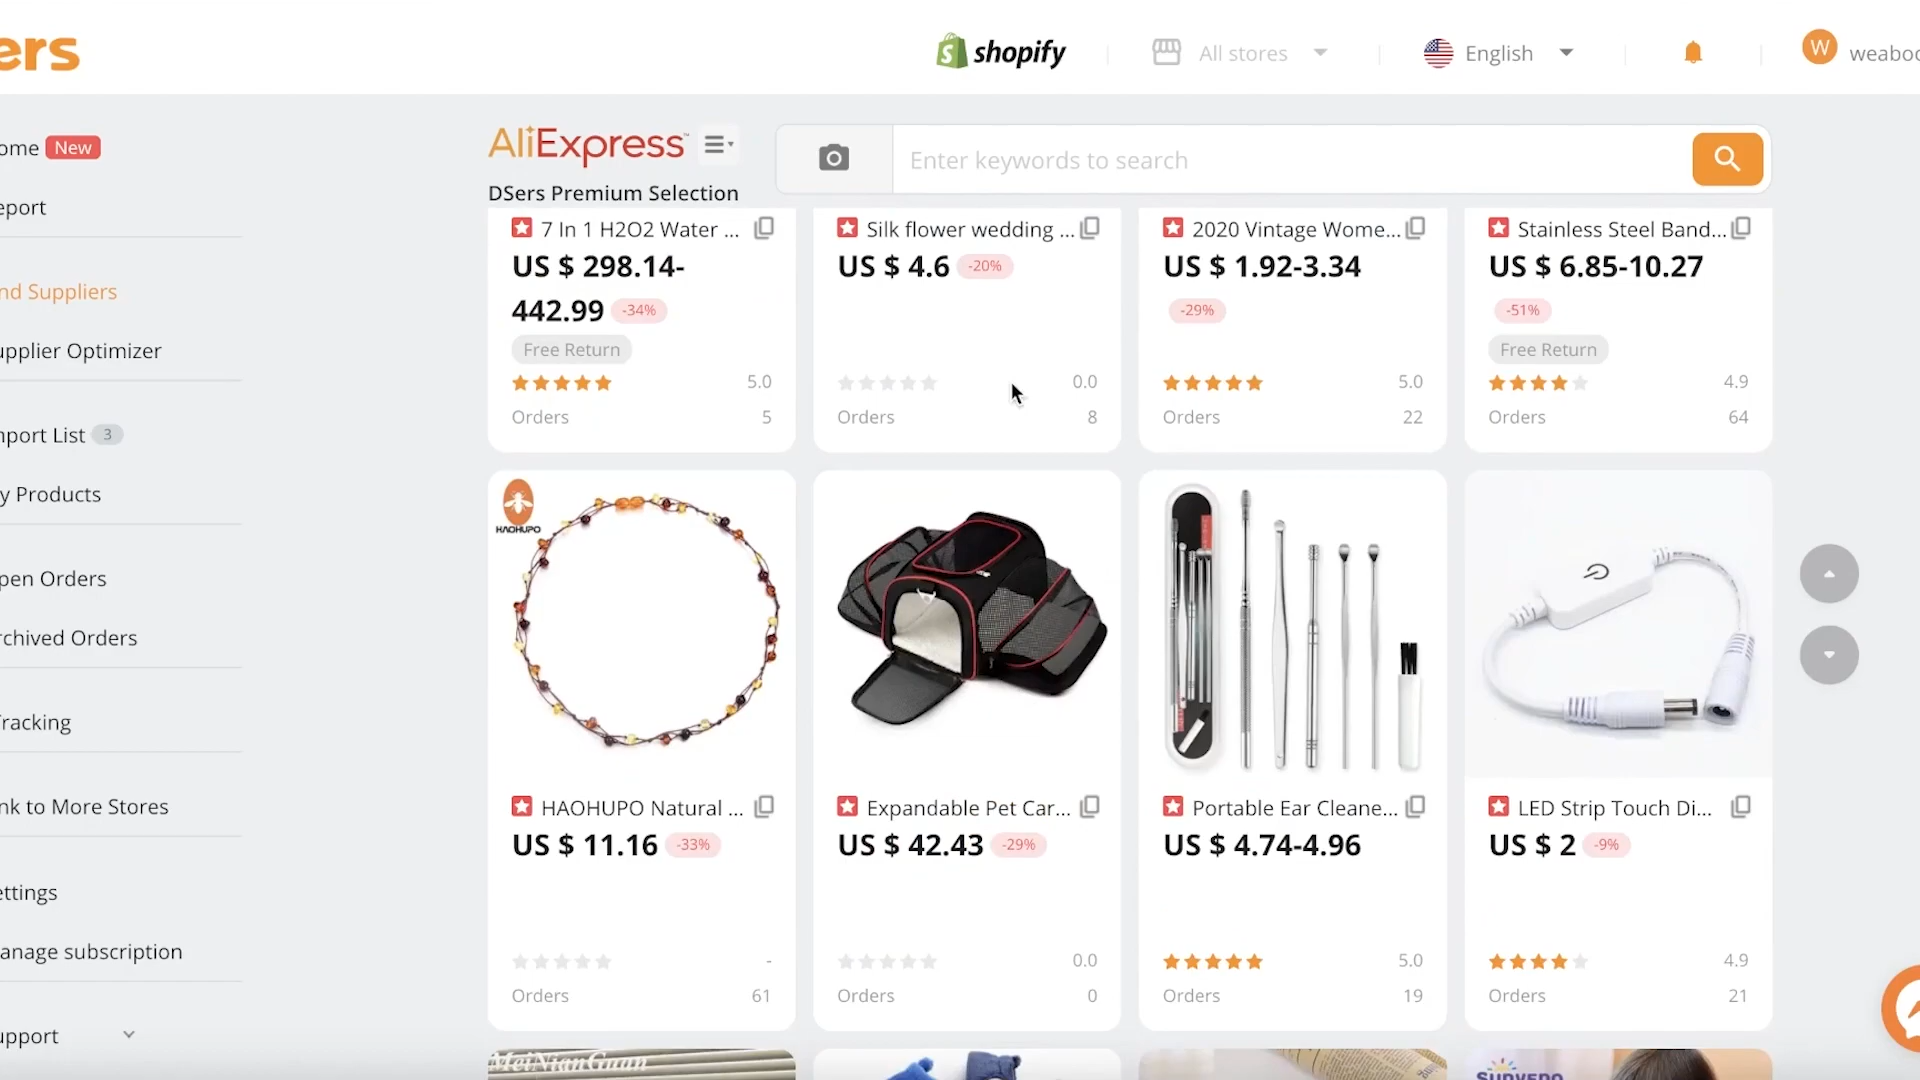 ers
shopify
All stores
English
W
weaboo
ome New
eport
nd Suppliers
upplier Optimizer
mport List 3
y Products
pen Orders
rchived Orders
Tracking
nk to More Stores
ettings
anage subscription
upport
AliExpress™
Enter keywords to search
DSers Premium Selection
7 In 1 H2O2 Water ...
US $ 298.14-
442.99 -34%
Free Return
5.0
Orders 5
Silk flower wedding ...
US $ 4.6 -20%
0.0
Orders 8
2020 Vintage Wome...
US $ 1.92-3.34
-29%
5.0
Orders 22
Stainless Steel Band...
US $ 6.85-10.27
-51%
Free Return
4.9
Orders 64
HAOHUPO
HAOHUPO Natural ...
US $ 11.16 -33%
-
Orders 61
Expandable Pet Car...
US $ 42.43 -29%
0.0
Orders 0
Portable Ear Cleane...
US $ 4.74-4.96
5.0
Orders 19
LED Strip Touch Di...
US $ 2 -9%
4.9
Orders 21
MeiNianGuan
SUNVENO